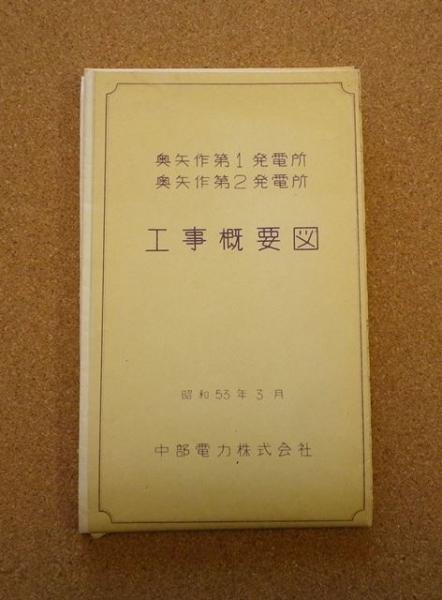 奥矢作第1発電所
奥矢作第2発電所
工事概要図
昭和53年3月
中部電力株式会社